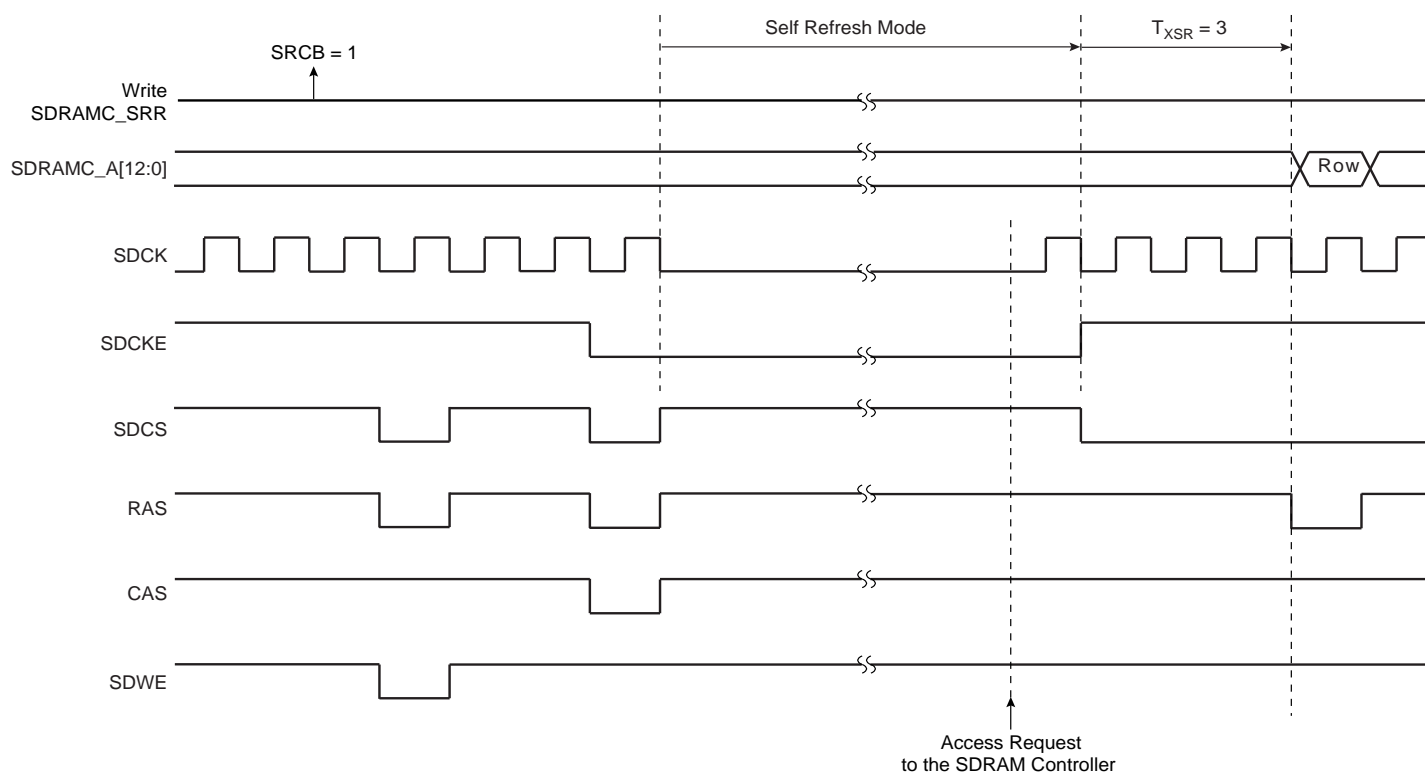 Self Refresh Mode
T_XSR = 3
SRCB = 1
Write
SDRAMC_SRR
SDRAMC_A[12:0]
Row
SDCK
SDCKE
SDCS
RAS
CAS
SDWE
Access Request
to the SDRAM Controller